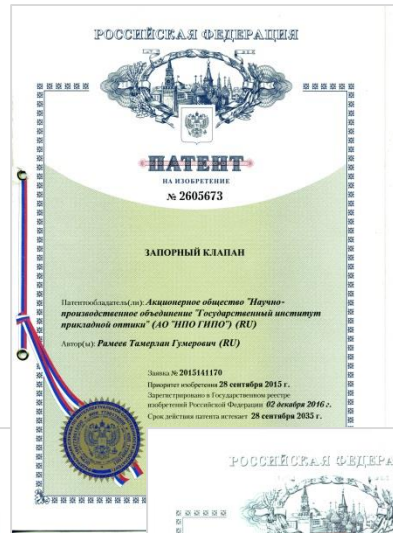 РОССИЙСКАЯ ФЕДЕРАЦИЯ
ПАТЕНТ
НА ИЗОБРЕТЕНИЕ
№ 2605673
ЗАПОРНЫЙ КЛАПАН
Патентообладатель(ли): Акционерное общество "Научно-
производственное объединение "Государственный институт
прикладной оптики" (АО "НПО ГИПО") (RU)
Автор(ы): Рамеев Тамерлан Гумерович (RU)
Заявка № 2015141170
Приоритет изобретения 28 сентября 2015 г.
Зарегистрировано в Государственном реестре
изобретений Российской Федерации 02 декабря 2016 г.
Срок действия патента истекает 28 сентября 2035 г.
РОССИЙСКАЯ ФЕДЕРА